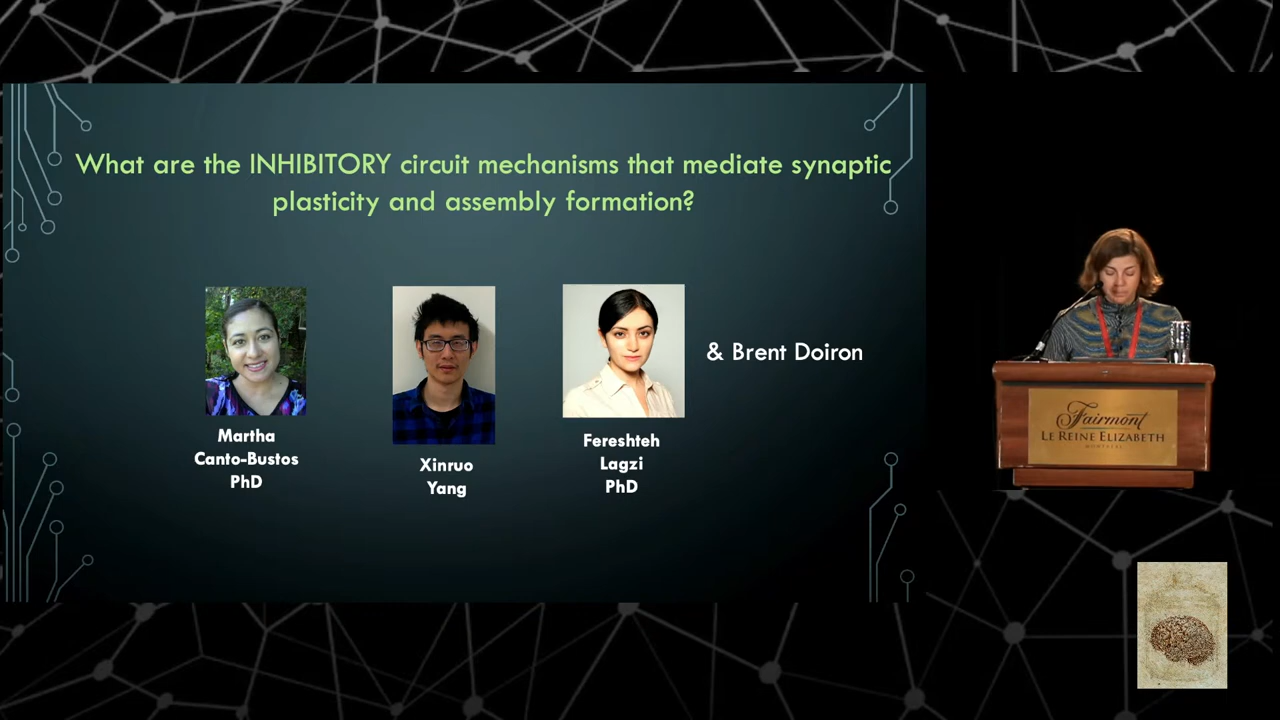 What are the INHIBITORY circuit mechanisms that mediate synaptic
plasticity and assembly formation?
& Brent Doiron
Martha
Canto-Bustos
PhD
Xinruo
Yang
Fereshteh
Lagzi
PhD
Fairmont
LE REINE ELIZABETH
MONTRÉAL